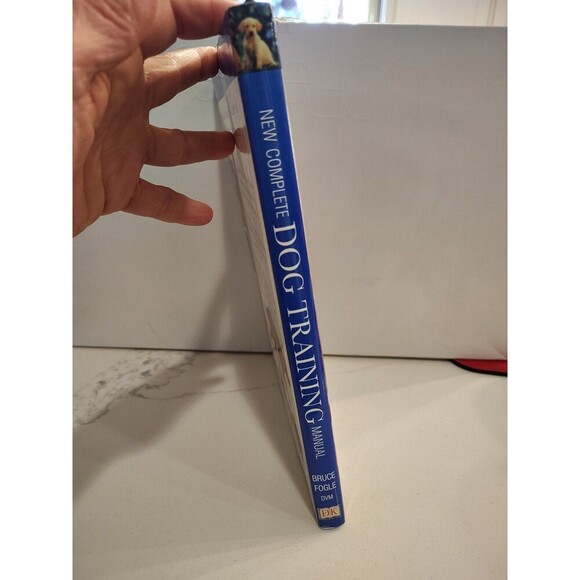 NEW COMPLETE DOG TRAINING MANUAL
BRUCE
FOGLE
DVM
DK